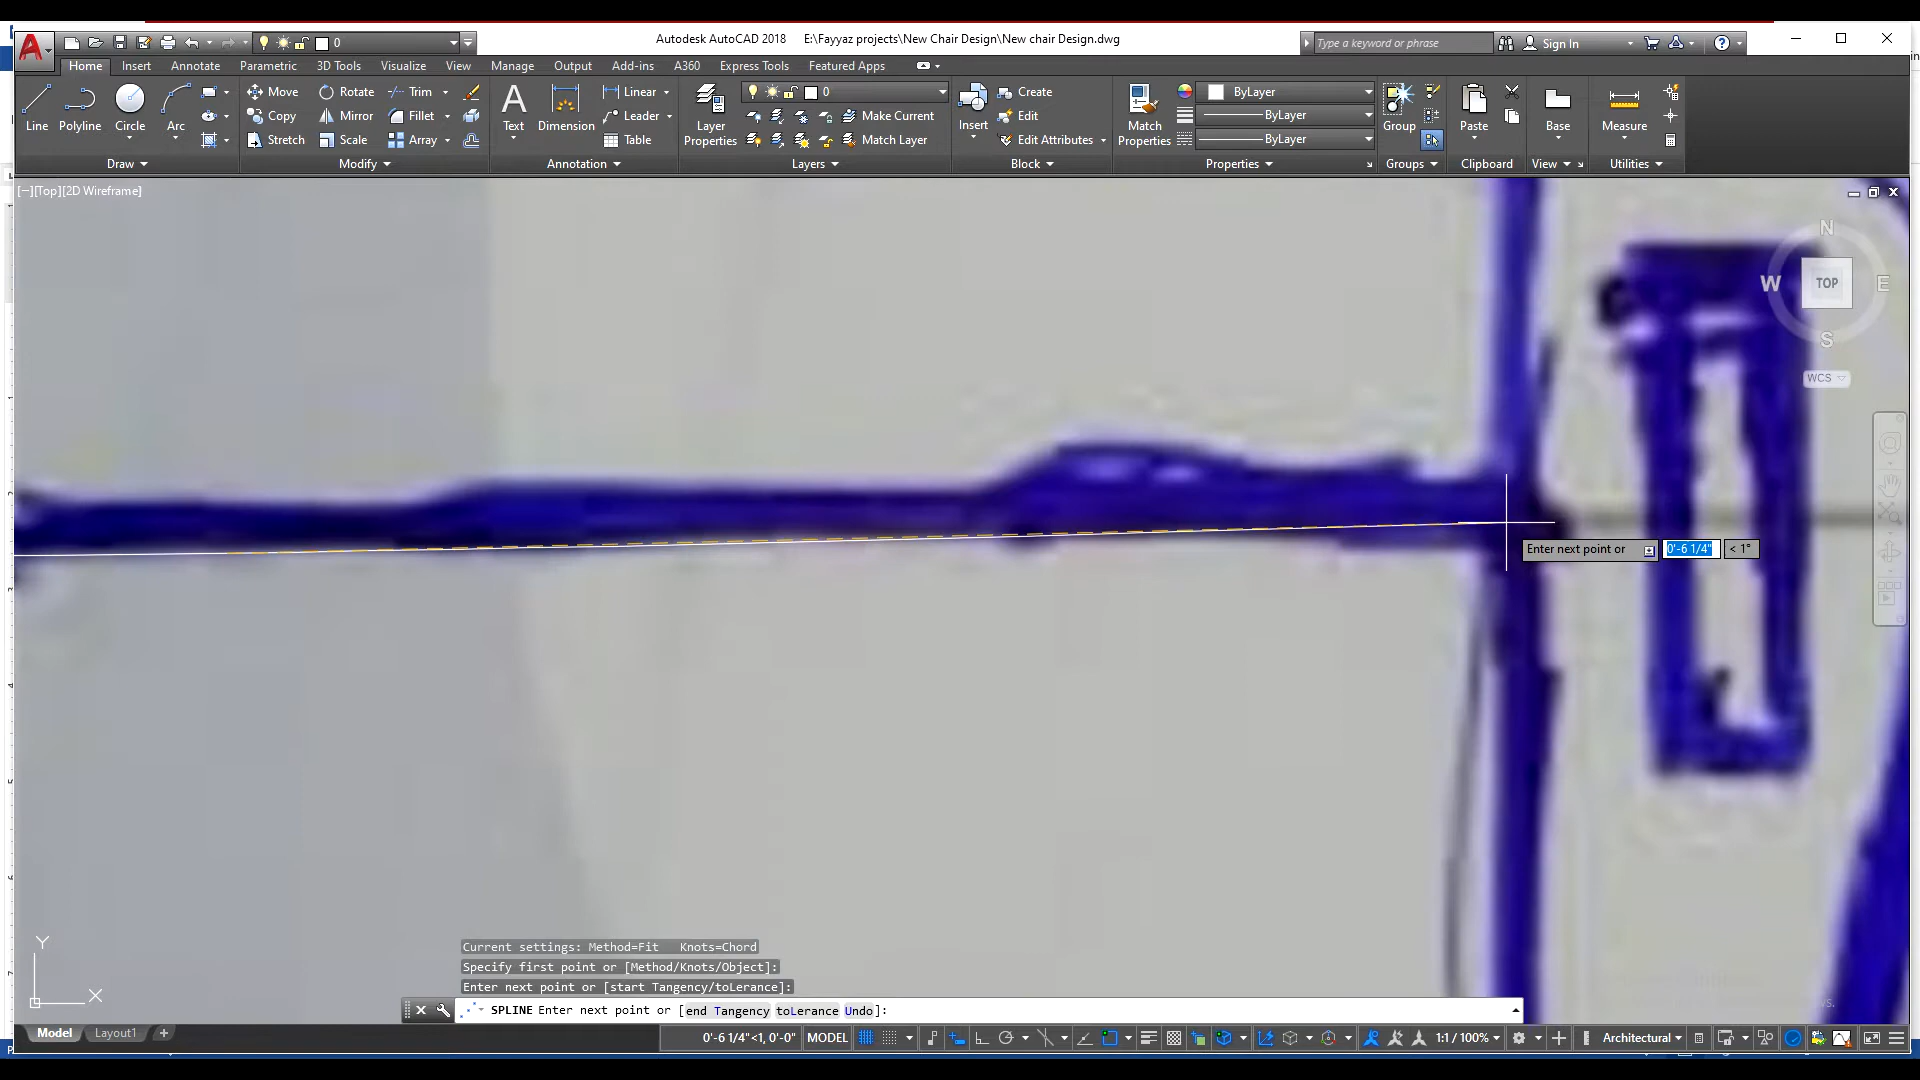 0
Autodesk AutoCAD 2018 E:\Fayyaz projects\New Chair Design\New chair Design.dwg
Type a keyword or phrase
Sign In
Home Insert Annotate Parametric 3D Tools Visualize View Manage Output Add-ins A360 Express Tools Featured Apps
Line Polyline Circle Arc
Move Rotate Trim
Copy Mirror Fillet
Stretch Scale Array
Text Dimension
Linear
Leader
Table
Layer Properties
0
Make Current
Match Layer
Insert
Create
Edit
Edit Attributes
Match Properties
ByLayer
ByLayer
ByLayer
Group
Paste
Base
Measure
Draw Modify Annotation Layers Block Properties Groups Clipboard View Utilities
[−][Top][2D Wireframe]
N
W TOP E
S
WCS
Enter next point or 0'-6 1/4" < 1°
Y
X
Current settings: Method=Fit Knots=Chord
Specify first point or [Method/Knots/Object]:
Enter next point or [start Tangency/toLerance]:
SPLINE Enter next point or [end Tangency toLerance Undo]:
Model Layout1 +
0'-6 1/4"<1, 0'-0" MODEL 1:1 / 100% Architectural